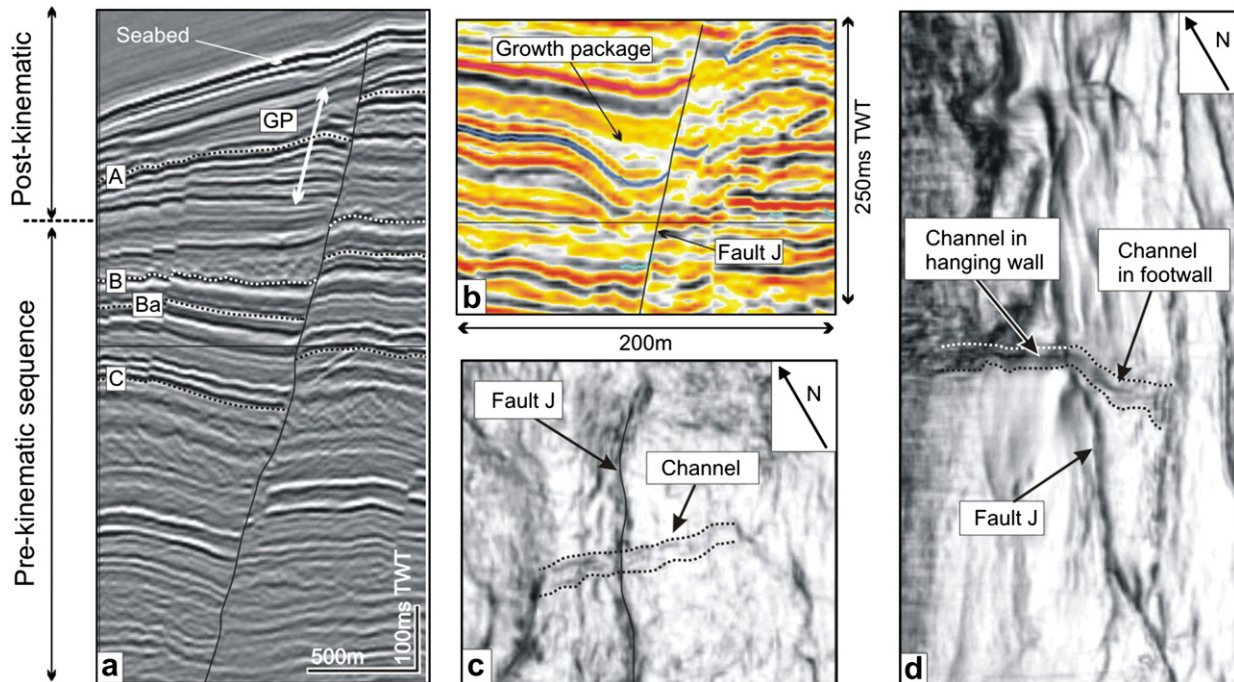 Post-kinematic
Pre-kinematic sequence
Seabed
GP
A
B
Ba
C
500m
100ms TWT
a
Growth package
Fault J
b
250ms TWT
200m
Fault J
N
Channel
c
N
Channel in
hanging wall
Channel
in footwall
Fault J
d